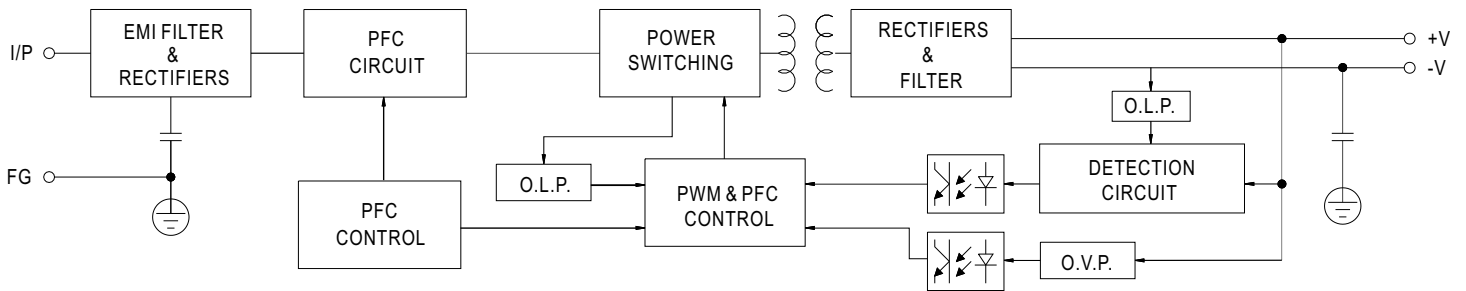 I/P
EMI FILTER
&
RECTIFIERS
PFC
CIRCUIT
POWER
SWITCHING
RECTIFIERS
&
FILTER
+V
-V
O.L.P.
FG
O.L.P.
DETECTION
CIRCUIT
PFC
CONTROL
PWM & PFC
CONTROL
O.V.P.